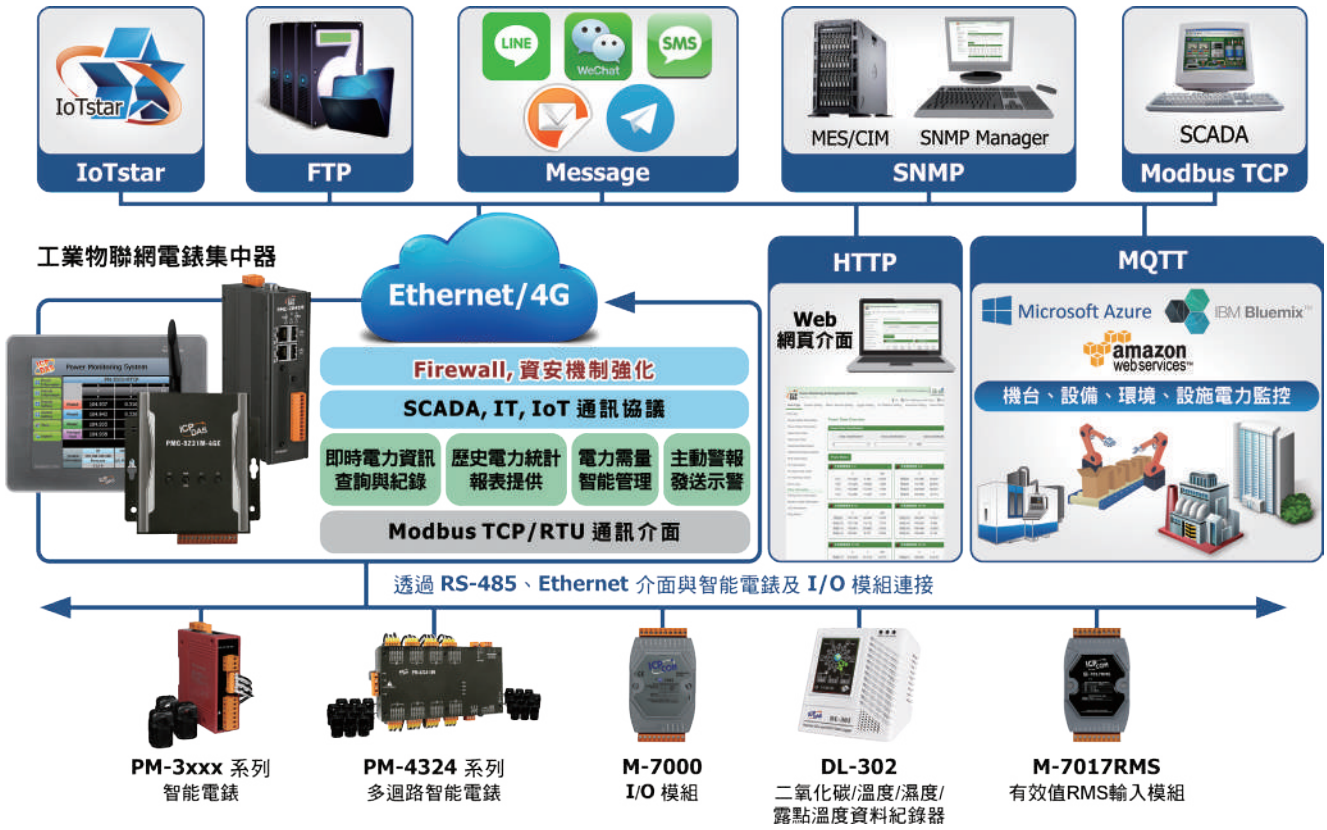 IoTstar
IoTstar
FTP
LINE
WeChat
SMS
Message
MES/CIM
SNMP Manager
SNMP
SCADA
Modbus TCP
工業物聯網電錶集中器
Ethernet/4G
Power Monitoring System
ICP DAS
PMC-5231M-4GE
Firewall, 資安機制強化
SCADA, IT, IoT 通訊協議
即時電力資訊
查詢與紀錄
歷史電力統計
報表提供
電力需量
智能管理
主動警報
發送示警
Modbus TCP/RTU 通訊介面
HTTP
Web
網頁介面
MQTT
Microsoft Azure
IBM Bluemix™
amazon
webservices™
機台、設備、環境、設施電力監控
透過 RS-485、Ethernet 介面與智能電錶及 I/O 模組連接
PM-3xxx 系列
智能電錶
PM-4324 系列
多迴路智能電錶
M-7000
I/O 模組
DL-302
二氧化碳/溫度/濕度/
露點溫度資料紀錄器
M-7017RMS
有效值RMS輸入模組